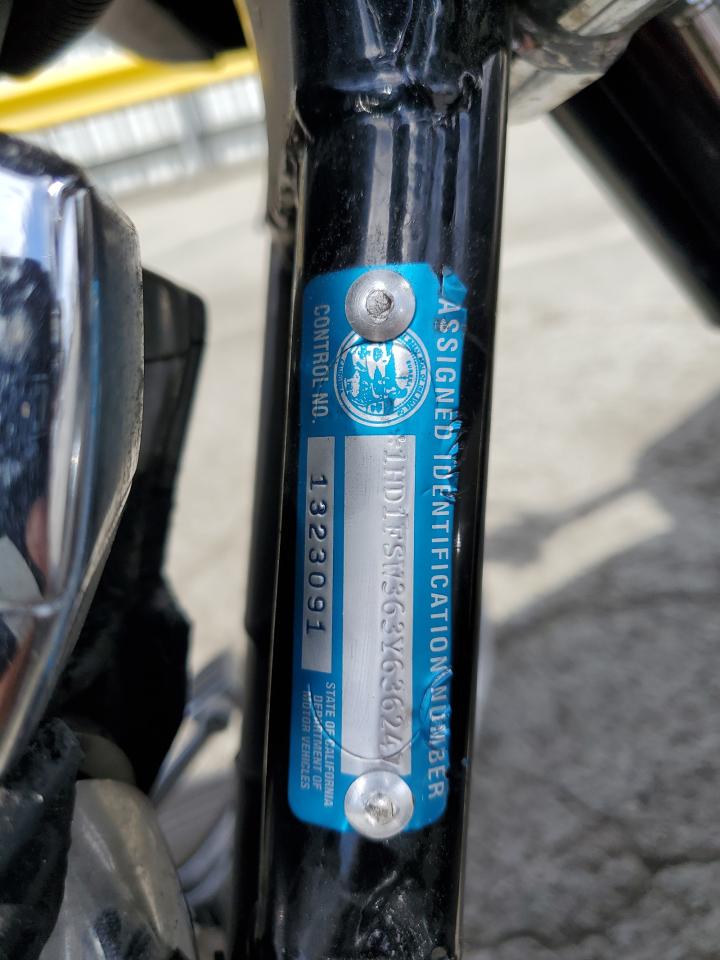 ASSIGNED IDENTIFICATION NUMBER
*1HD1FSW363Y636247
CONTROL NO.
1323091
STATE OF CALIFORNIA
DEPARTMENT OF
MOTOR VEHICLES